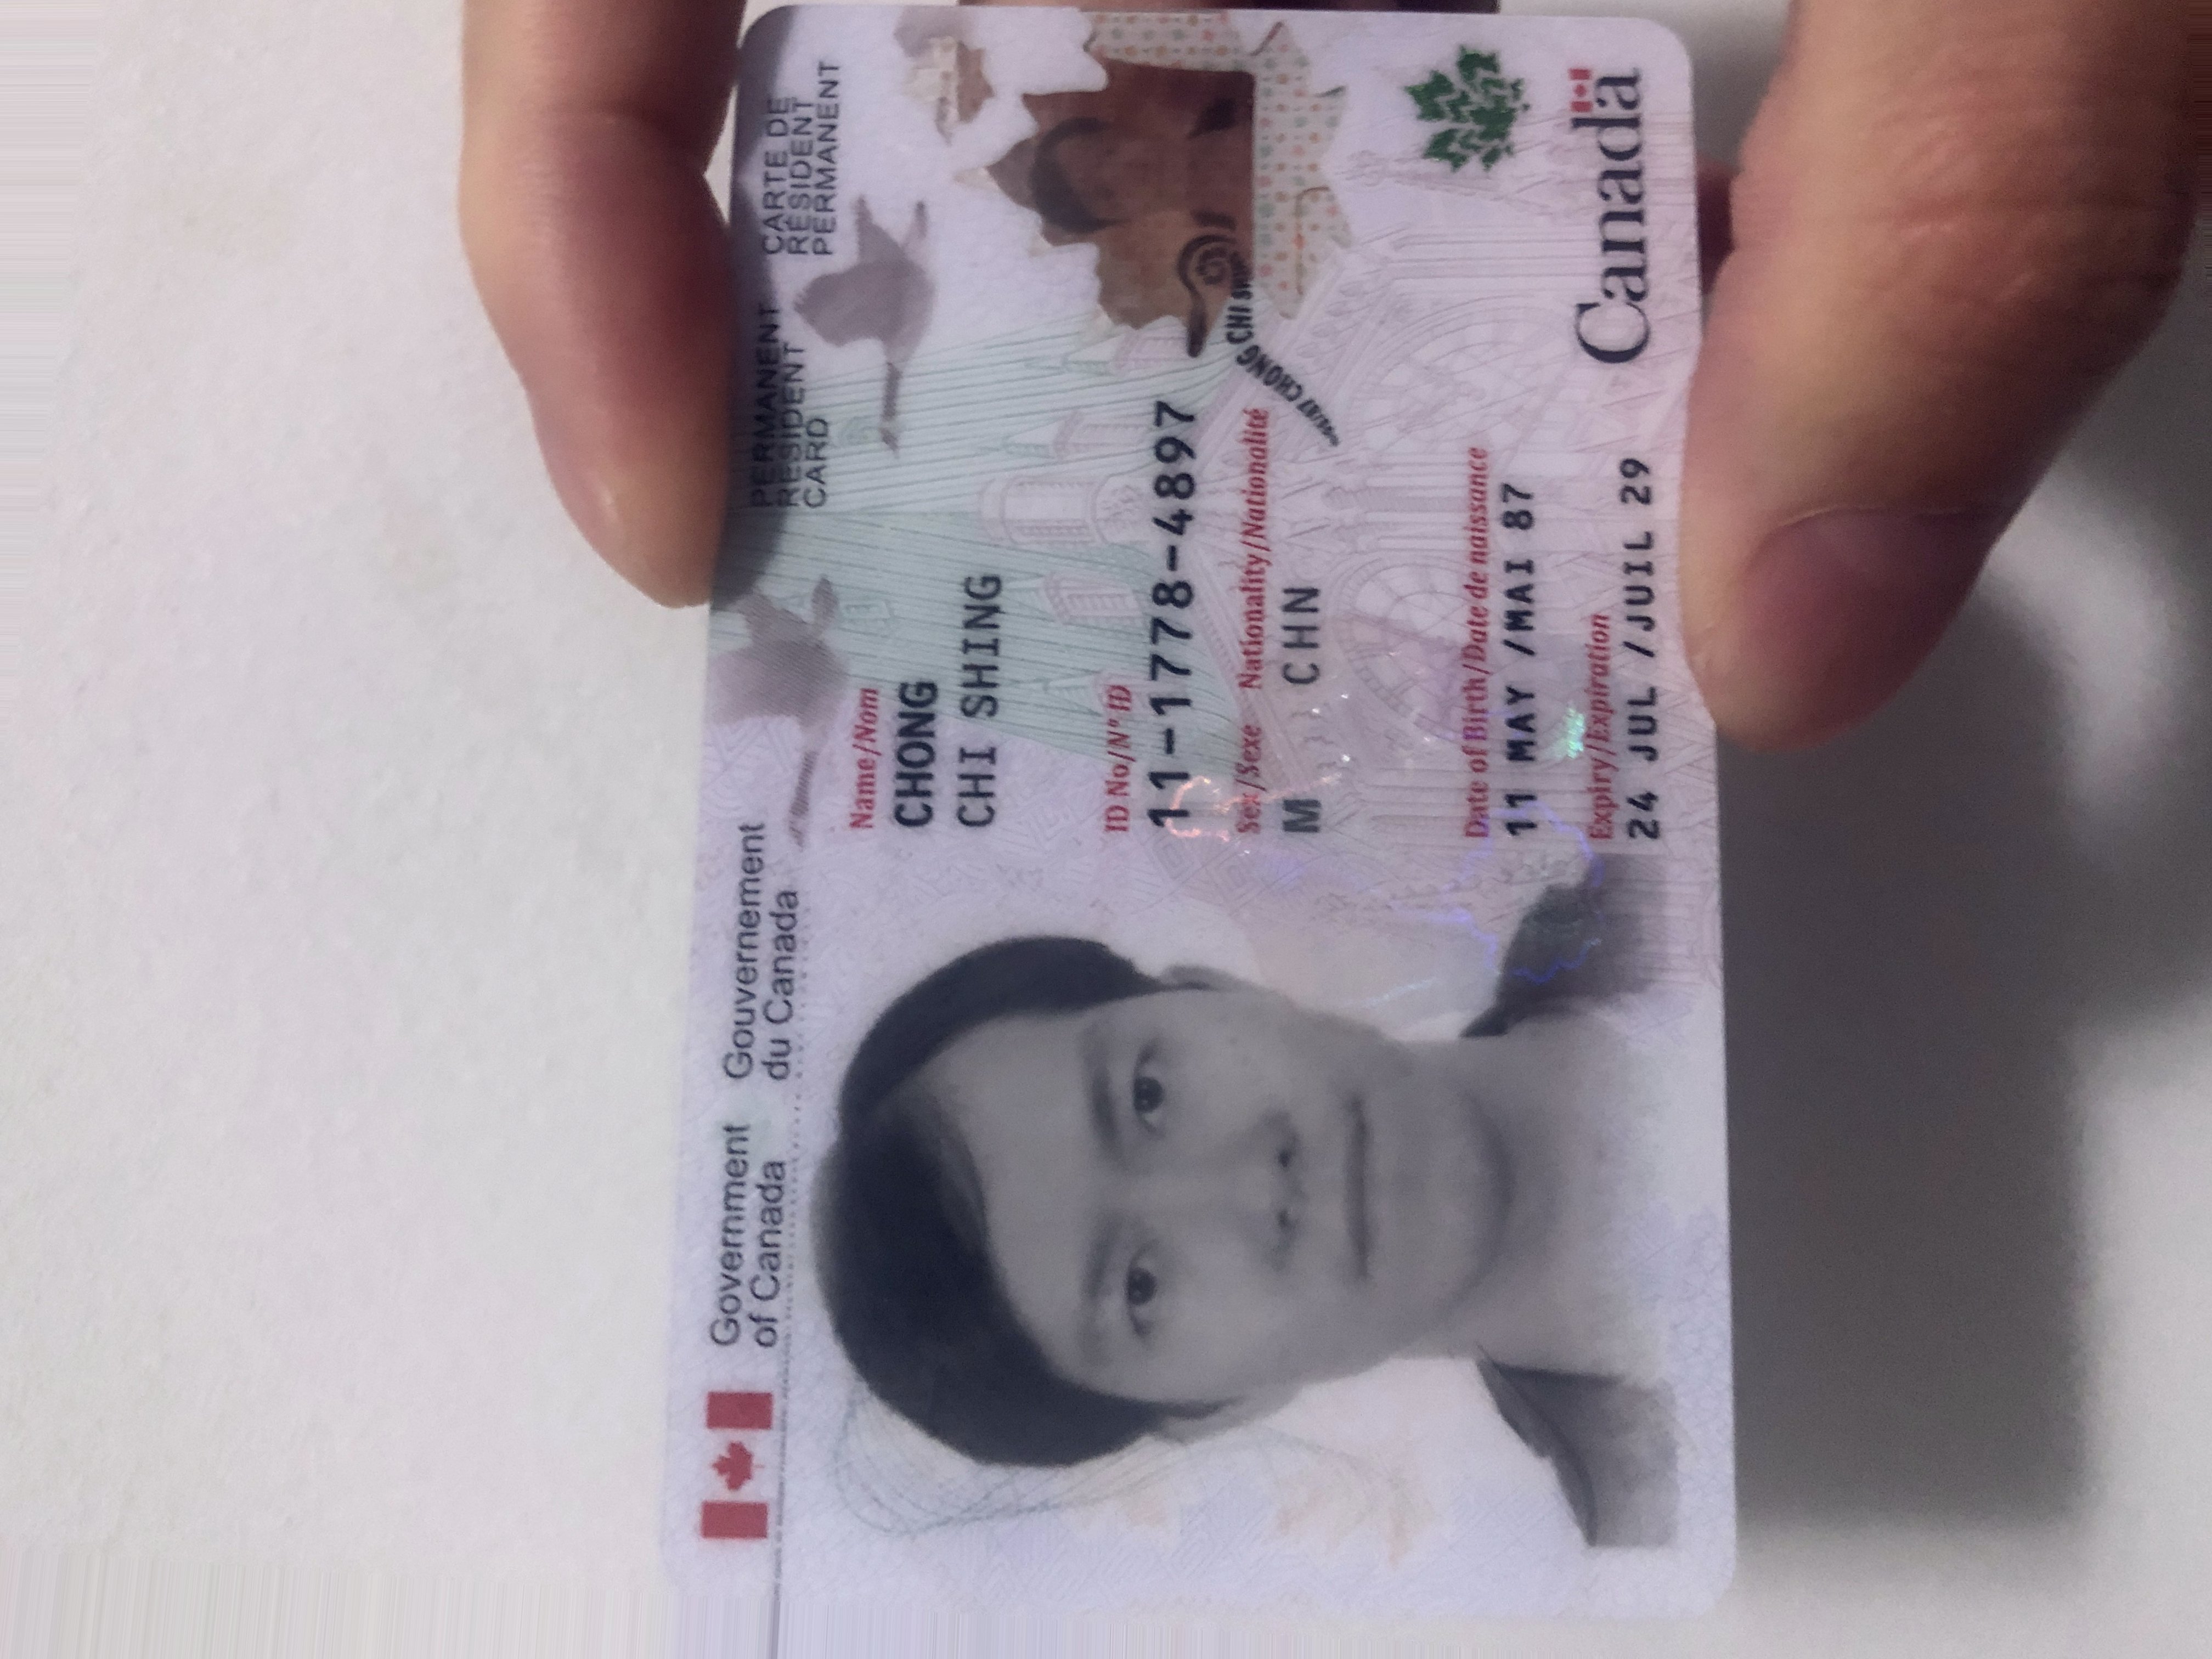 Government of Canada
Gouvernement du Canada
PERMANENT RESIDENT CARD
CARTE DE RÉSIDENT PERMANENT
Name/Nom
CHONG
CHI SHING
ID No/Nº ID
11-1778-4897
Sex/Sexe Nationality/Nationalité
M CHN
Date of Birth/Date de naissance
11 MAY /MAI 87
Expiry/Expiration
24 JUL /JUIL 29
CHONG CHI
Canada